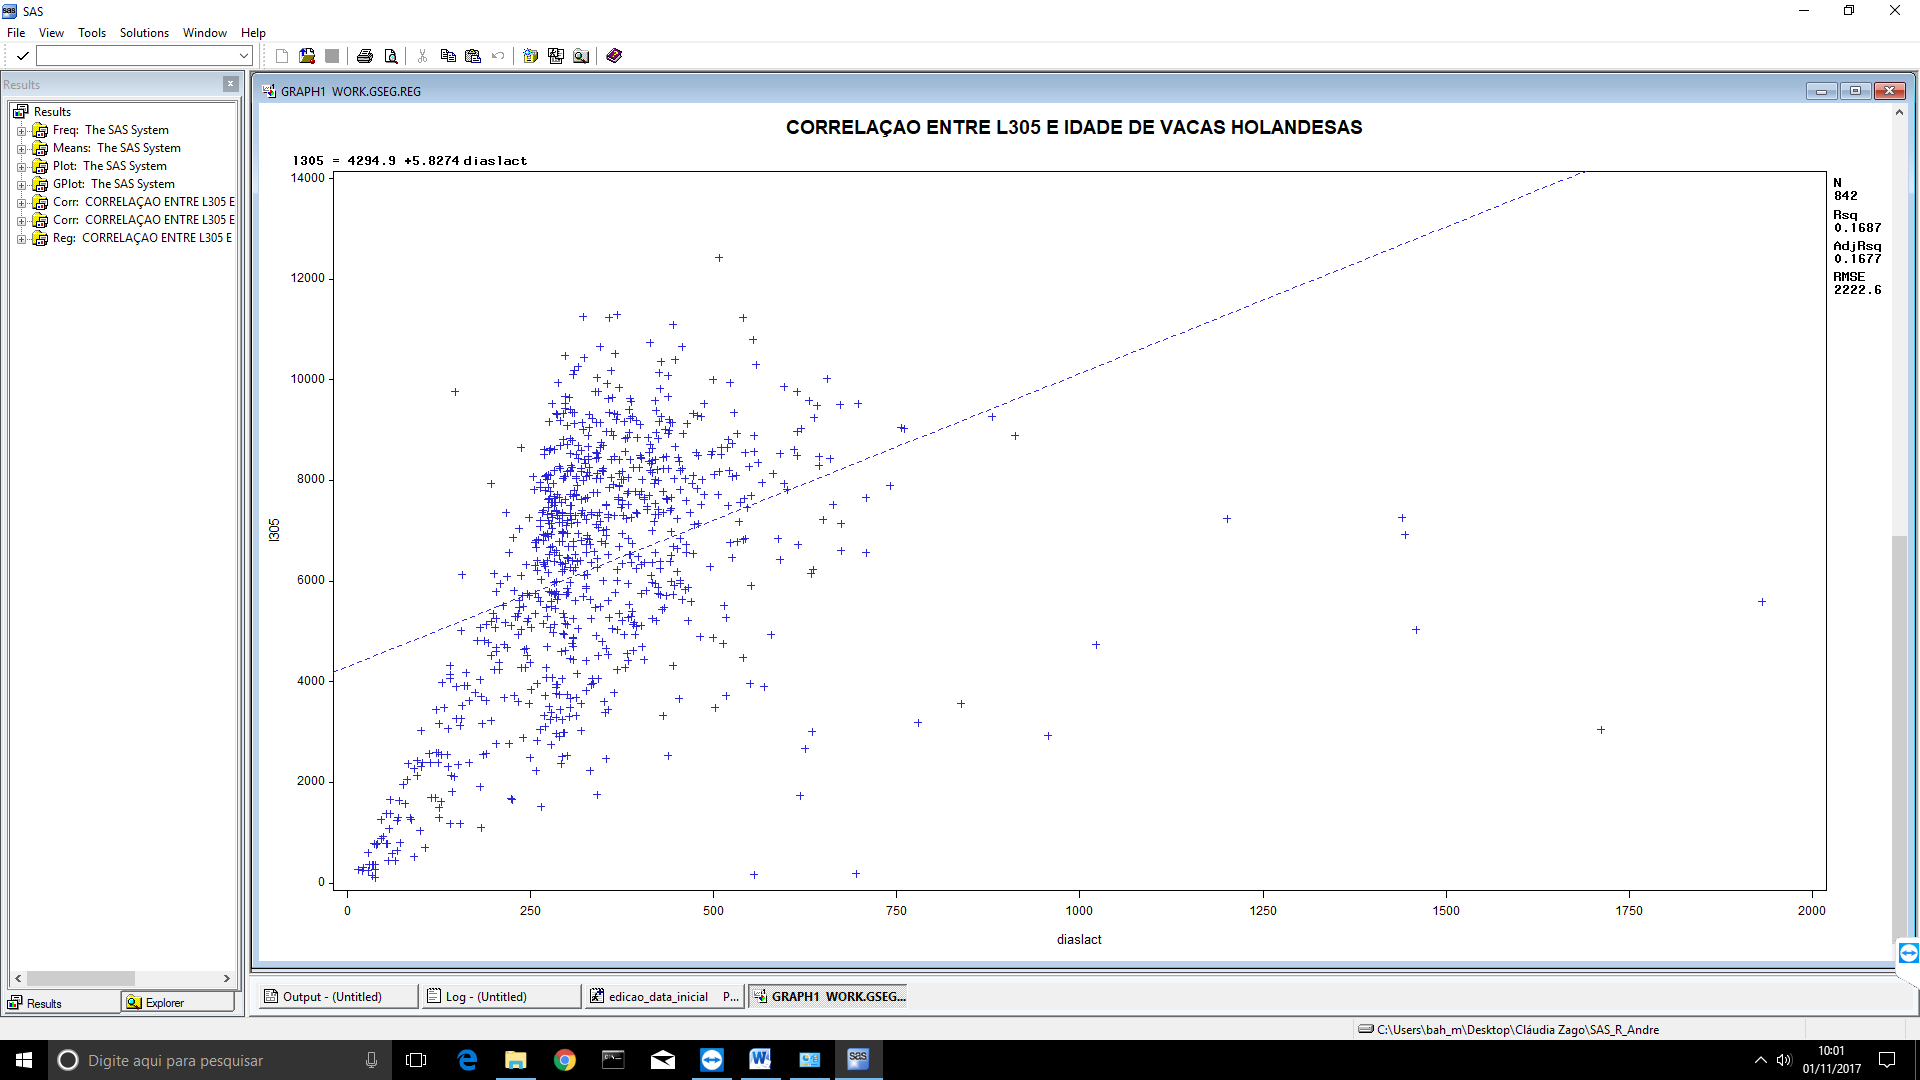 SAS
File View Tools Solutions Window Help
Results
Results
Freq: The SAS System
Means: The SAS System
Plot: The SAS System
GPlot: The SAS System
Corr: CORRELAÇAO ENTRE L305 E
Corr: CORRELAÇAO ENTRE L305 E
Reg: CORRELAÇAO ENTRE L305 E
Results
Explorer
GRAPH1 WORK.GSEG.REG
CORRELAÇAO ENTRE L305 E IDADE DE VACAS HOLANDESAS
l305 = 4294.9 +5.8274 diaslact
14000
12000
10000
8000
6000
4000
2000
0
l305
0 250 500 750 1000 1250 1500 1750 2000
diaslact
N
842
Rsq
0.1687
AdjRsq
0.1677
RMSE
2222.6
Output - (Untitled)
Log - (Untitled)
edicao_data_inicial P...
GRAPH1 WORK.GSEG...
C:\Users\bah_m\Desktop\Cláudia Zago\SAS_R_Andre
Digite aqui para pesquisar
10:01
01/11/2017